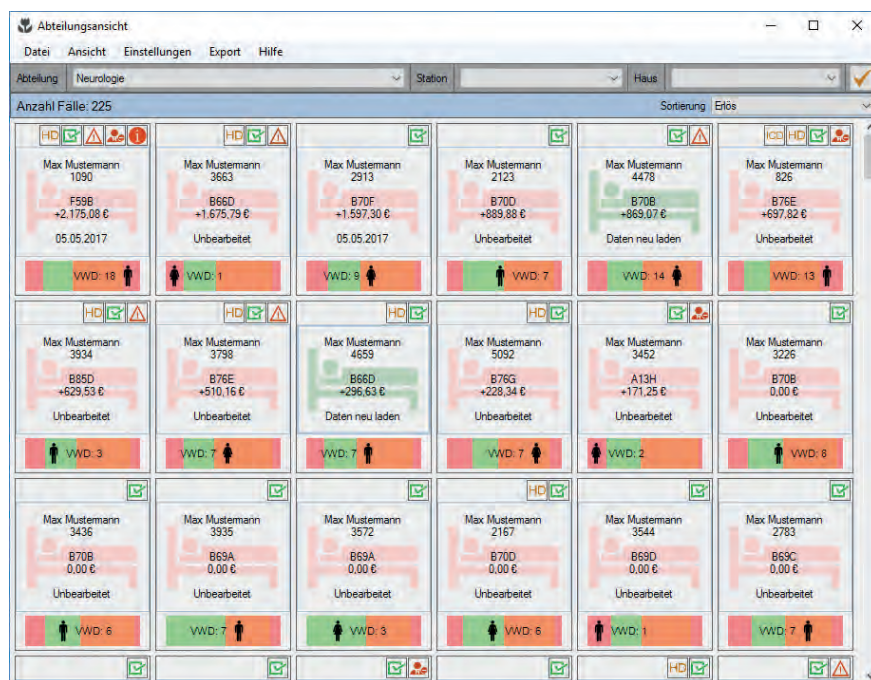 Abteilungsansicht
Datei Ansicht Einstellungen Export Hilfe
Abteilung Neurologie Station Haus
Anzahl Fälle: 225 Sortierung Erlös
HD HD ICD HD
Max Mustermann Max Mustermann Max Mustermann Max Mustermann Max Mustermann Max Mustermann
1090 3663 2913 2123 4478 826
F59B B66D B70F B70D B70B B76E
+2.175,08 € +1.675,79 € +1.597,30 € +889,88 € +869,07 € +697,82 €
05.05.2017 Unbearbeitet 05.05.2017 Unbearbeitet Daten neu laden Unbearbeitet
VWD: 18 VWD: 1 VWD: 9 VWD: 7 VWD: 14 VWD: 13
HD HD HD HD
Max Mustermann Max Mustermann Max Mustermann Max Mustermann Max Mustermann Max Mustermann
3934 3798 4659 5092 3452 3226
B85D B76E B66D B76G A13H B70B
+629,53 € +510,16 € +296,63 € +228,34 € +171,25 € 0,00 €
Unbearbeitet Unbearbeitet Daten neu laden Unbearbeitet Unbearbeitet Unbearbeitet
VWD: 3 VWD: 7 VWD: 7 VWD: 7 VWD: 2 VWD: 8
HD
Max Mustermann Max Mustermann Max Mustermann Max Mustermann Max Mustermann Max Mustermann
3436 3935 3572 2167 3544 2783
B70B B69A B69A B70D B69D B69C
0,00 € 0,00 € 0,00 € 0,00 € 0,00 € 0,00 €
Unbearbeitet Unbearbeitet Unbearbeitet Unbearbeitet Unbearbeitet Unbearbeitet
VWD: 6 VWD: 7 VWD: 3 VWD: 6 VWD: 1 VWD: 7
HD